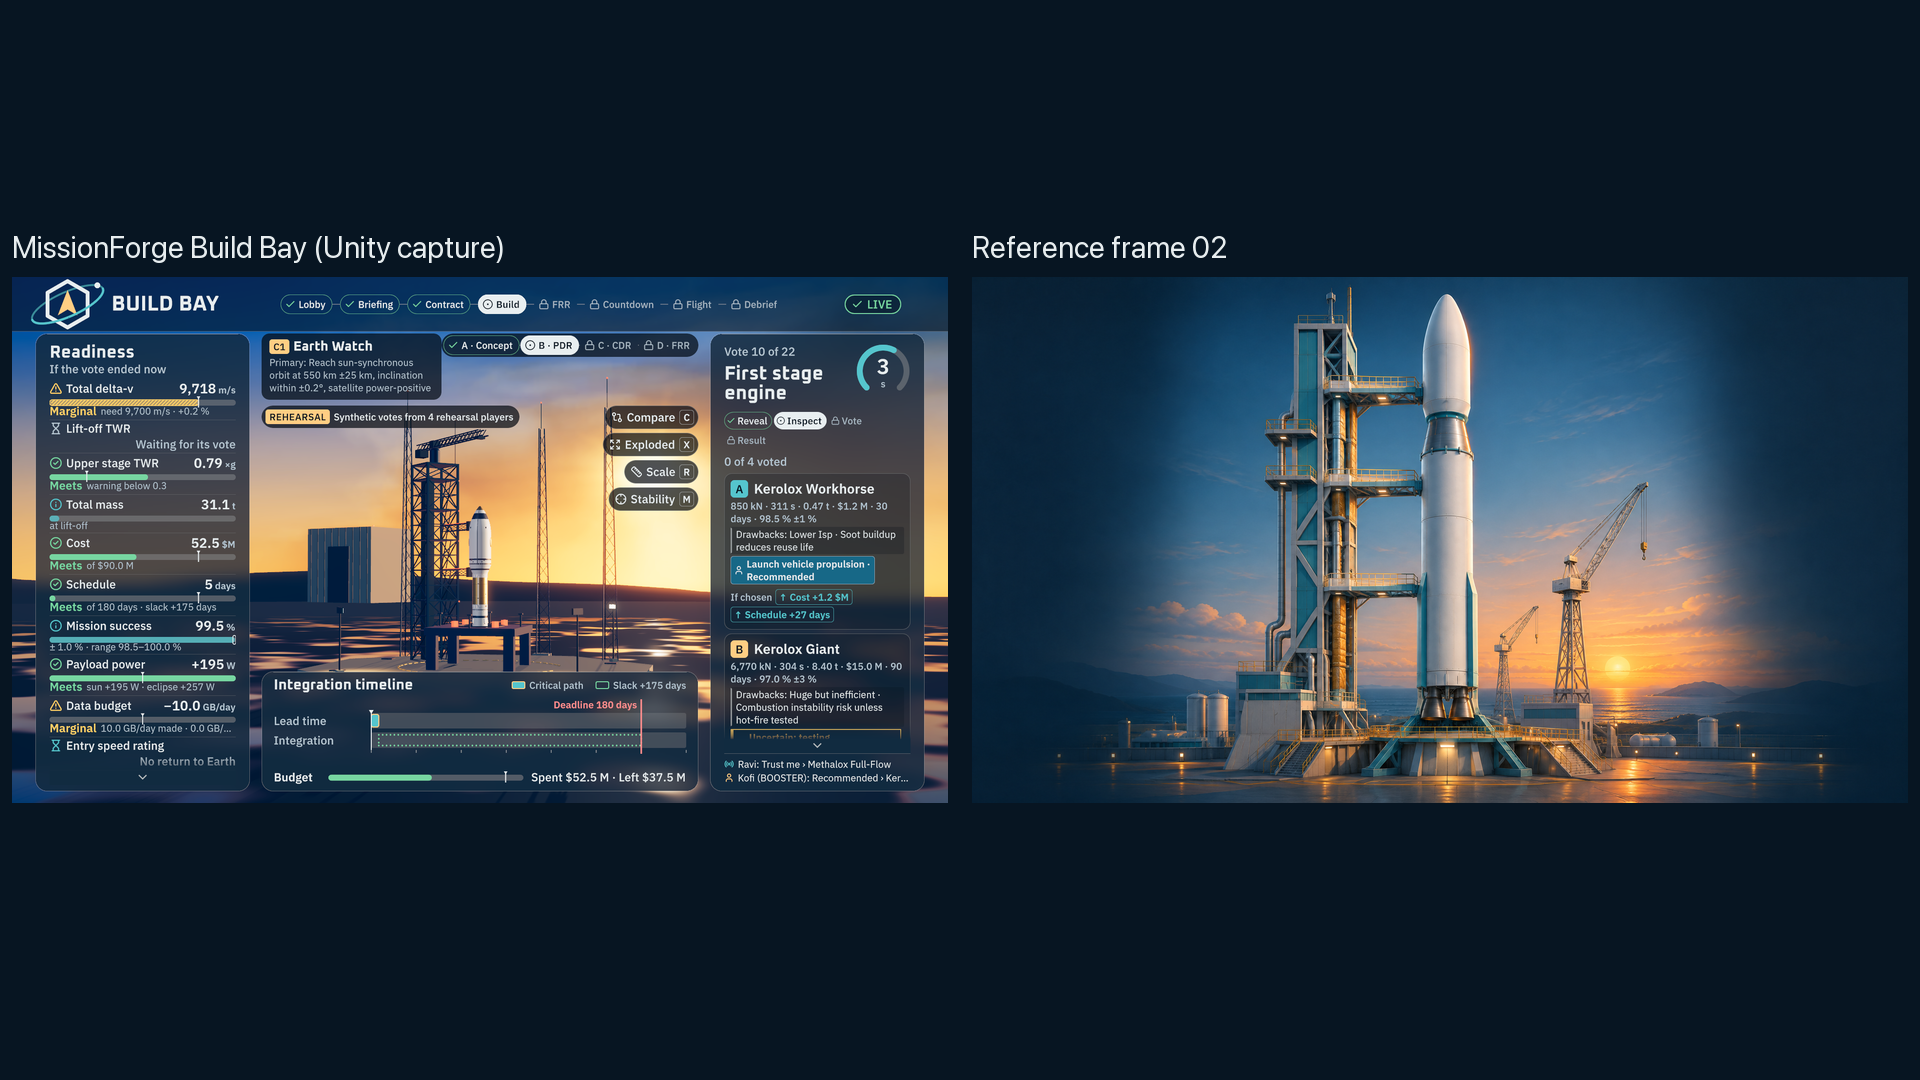 MissionForge Build Bay (Unity capture)
Reference frame 02
BUILD BAY
Lobby
Briefing
Contract
Build
FRR
Countdown
Flight
Debrief
LIVE
Readiness
If the vote ended now
Total delta-v 9,718 m/s
Marginal need 9,700 m/s · +0.2 %
Lift-off TWR
Waiting for its vote
Upper stage TWR 0.79 ×g
Meets warning below 0.3
Total mass 31.1 t
at lift-off
Cost 52.5 $M
Meets of $90.0 M
Schedule 5 days
Meets of 180 days · slack +175 days
Mission success 99.5 %
± 1.0 % · range 98.5–100.0 %
Payload power +195 W
Meets sun +195 W · eclipse +257 W
Data budget −10.0 GB/day
Marginal 10.0 GB/day made · 0.0 GB/...
Entry speed rating
No return to Earth
C1 Earth Watch
Primary: Reach sun-synchronous
orbit at 550 km ±25 km, inclination
within ±0.2°, satellite power-positive
A · Concept
B · PDR
C · CDR
D · FRR
REHEARSAL Synthetic votes from 4 rehearsal players
Compare C
Exploded X
Scale R
Stability M
Integration timeline
Critical path
Slack +175 days
Deadline 180 days
Lead time
Integration
Budget
Spent $52.5 M · Left $37.5 M
Vote 10 of 22
First stage
engine
3
s
Reveal
Inspect
Vote
Result
0 of 4 voted
A Kerolox Workhorse
850 kN · 311 s · 0.47 t · $1.2 M · 30
days · 98.5 % ±1 %
Drawbacks: Lower Isp · Soot buildup
reduces reuse life
Launch vehicle propulsion ·
Recommended
If chosen ↑ Cost +1.2 $M
↑ Schedule +27 days
B Kerolox Giant
6,770 kN · 304 s · 8.40 t · $15.0 M · 90
days · 97.0 % ±3 %
Drawbacks: Huge but inefficient ·
Combustion instability risk unless
hot-fire tested
Uncertain: testing
Ravi: Trust me › Methalox Full-Flow
Kofi (BOOSTER): Recommended › Ker...